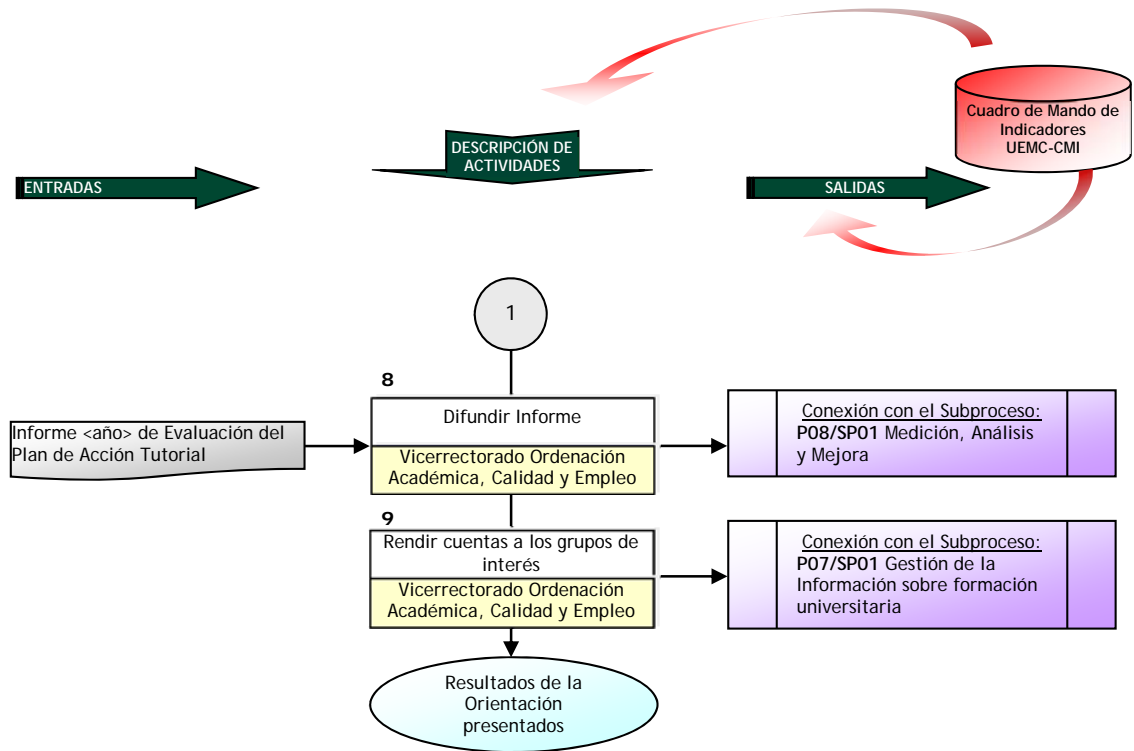 Cuadro de Mando de
Indicadores
UEMC-CMI
DESCRIPCIÓN DE
ACTIVIDADES
ENTRADAS
SALIDAS
1
8
Difundir Informe
Vicerrectorado Ordenación
Académica, Calidad y Empleo
Informe <año> de Evaluación del
Plan de Acción Tutorial
Conexión con el Subproceso:
P08/SP01 Medición, Análisis
y Mejora
9
Rendir cuentas a los grupos de
interés
Vicerrectorado Ordenación
Académica, Calidad y Empleo
Conexión con el Subproceso:
P07/SP01 Gestión de la
Información sobre formación
universitaria
Resultados de la
Orientación
presentados